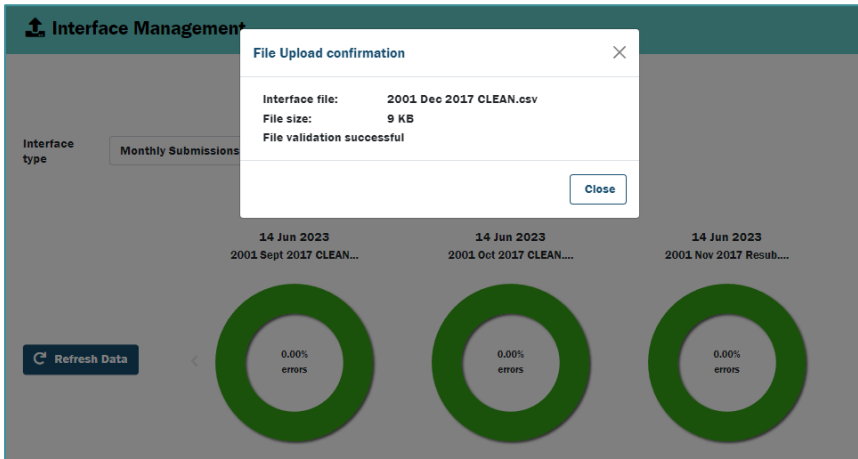 Interface Management
File Upload confirmation
Interface file: 2001 Dec 2017 CLEAN.csv
File size: 9 KB
File validation successful
Close
Interface
type
Monthly Submissions
14 Jun 2023
2001 Sept 2017 CLEAN...
14 Jun 2023
2001 Oct 2017 CLEAN....
14 Jun 2023
2001 Nov 2017 Resub....
Refresh Data
0.00%
errors
0.00%
errors
0.00%
errors